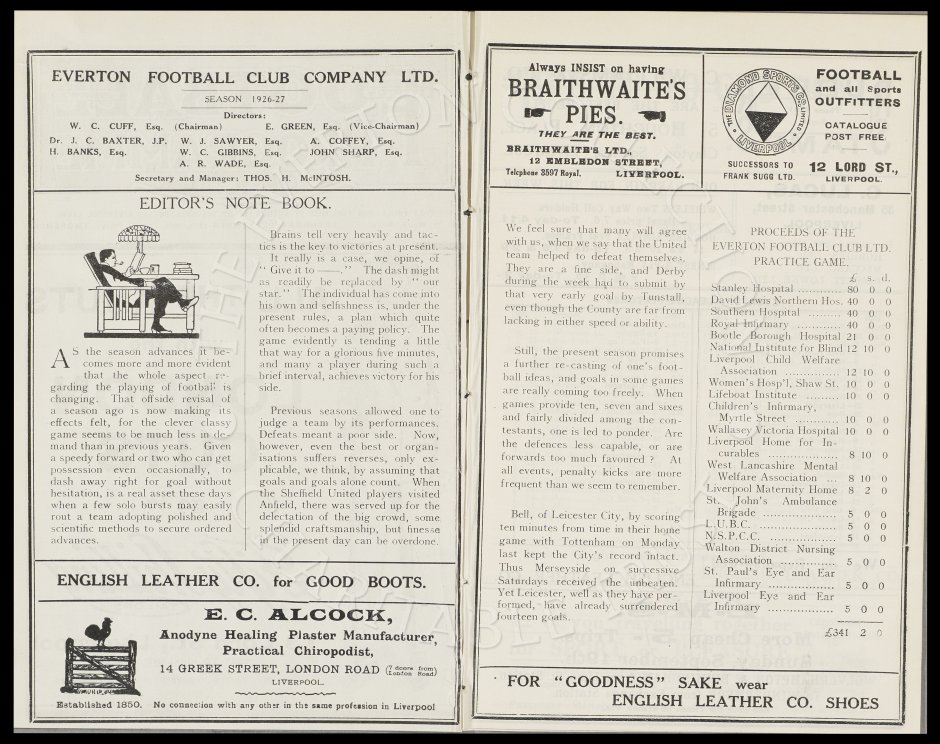 EVERTON FOOTBALL CLUB COMPANY LTD.
SEASON 1926-27
Directors:
W. C. CUFF, Esq. (Chairman) E. GREEN, Esq. (Vice-Chairman)
Dr. J. C. BAXTER, J.P. W. J. SAWYER, Esq. A. COFFEY, Esq.
H. BANKS, Esq. W. C. GIBBINS, Esq. JOHN SHARP, Esq.
A. R. WADE, Esq.
Secretary and Manager: THOS. H. McINTOSH.
EDITOR'S NOTE BOOK.
AS the season advances it be-
comes more and more evident
that the whole aspect re-
garding the playing of football is
changing. That offside revisal of
a season ago is now making its
effects felt, for the clever classy
game seems to be much less in de-
mand than in previous years. Given
a speedy forward or two who can get
possession even occasionally, to
dash away right for goal without
hesitation, is a real asset these days
when a few solo bursts may easily
rout a team adopting polished and
scientific methods to secure ordered
advances.
Brains tell very heavily and tac-
tics is the key to victories at present.
It really is a case, we opine, of
"Give it to —— ." The dash might
as readily be replaced by "our
star." The individual has come into
his own and selfishness is, under the
present rules, a plan which quite
often becomes a paying policy. The
game evidently is tending a little
that way for a glorious five minutes,
and many a player during such a
brief interval, achieves victory for his
side.
Previous seasons allowed one to
judge a team by its performances.
Defeats meant a poor side. Now,
however, even the best or organ-
isations suffers reverses, only ex-
plicable, we think, by assuming that
goals and goals alone count. When
the Sheffield United players visited
Anfield, there was served up for the
delectation of the big crowd, some
splendid craftsmanship, but finesse
in the present day can be overdone.
ENGLISH LEATHER CO. for GOOD BOOTS.
E. C. ALCOCK,
Anodyne Healing Plaster Manufacturer,
Practical Chiropodist,
14 GREEK STREET, LONDON ROAD (7 doors from London Road)
LIVERPOOL.
Established 1850. No connection with any other in the same profession in Liverpool
Always INSIST on having
BRAITHWAITE'S
PIES.
THEY ARE THE BEST.
BRAITHWAITE'S LTD.,
12 EMBLEDON STREET,
Telephone 3597 Royal. LIVERPOOL.
THE DIAMOND SPORTS CO. LIMITED
LIVERPOOL
SUCCESSORS TO
FRANK SUGG LTD.
FOOTBALL
and all Sports
OUTFITTERS
CATALOGUE
POST FREE
12 LORD ST.,
LIVERPOOL.
We feel sure that many will agree
with us, when we say that the United
team helped to defeat themselves.
They are a fine side, and Derby
during the week had to submit by
that very early goal by Tunstall,
even though the County are far from
lacking in either speed or ability.
Still, the present season promises
a further re-casting of one's foot-
ball ideas, and goals in some games
are really coming too freely. When
games provide ten, seven and sixes
and fairly divided among the con-
testants, one is led to ponder. Are
the defences less capable, or are
forwards too much favoured? At
all events, penalty kicks are more
frequent than we seem to remember.
Bell, of Leicester City, by scoring
ten minutes from time in their home
game with Tottenham on Monday
last kept the City's record intact.
Thus Merseyside on successive
Saturdays received the unbeaten.
Yet Leicester, well as they have per-
formed, have already surrendered
fourteen goals.
PROCEEDS OF THE
EVERTON FOOTBALL CLUB LTD.
PRACTICE GAME.
£ s. d.
Stanley Hospital ............ 80 0 0
David Lewis Northern Hos. 40 0 0
Southern Hospital ......... 40 0 0
Royal Infirmary ............ 40 0 0
Bootle Borough Hospital 21 0 0
National Institute for Blind 12 10 0
Liverpool Child Welfare
Association ............... 12 10 0
Women's Hosp'l, Shaw St. 10 0 0
Lifeboat Institute ......... 10 0 0
Children's Infirmary,
Myrtle Street ............ 10 0 0
Wallasey Victoria Hospital 10 0 0
Liverpool Home for In-
curables .................. 8 10 0
West Lancashire Mental
Welfare Association ... 8 10 0
Liverpool Maternity Home 8 2 0
St. John's Ambulance
Brigade ................... 5 0 0
L.U.B.C. .................... 5 0 0
N.S.P.C.C. .................. 5 0 0
Walton District Nursing
Association ............... 5 0 0
St. Paul's Eye and Ear
Infirmary .................. 5 0 0
Liverpool Eye and Ear
Infirmary .................. 5 0 0
£341 2 0
FOR "GOODNESS" SAKE wear
ENGLISH LEATHER CO. SHOES